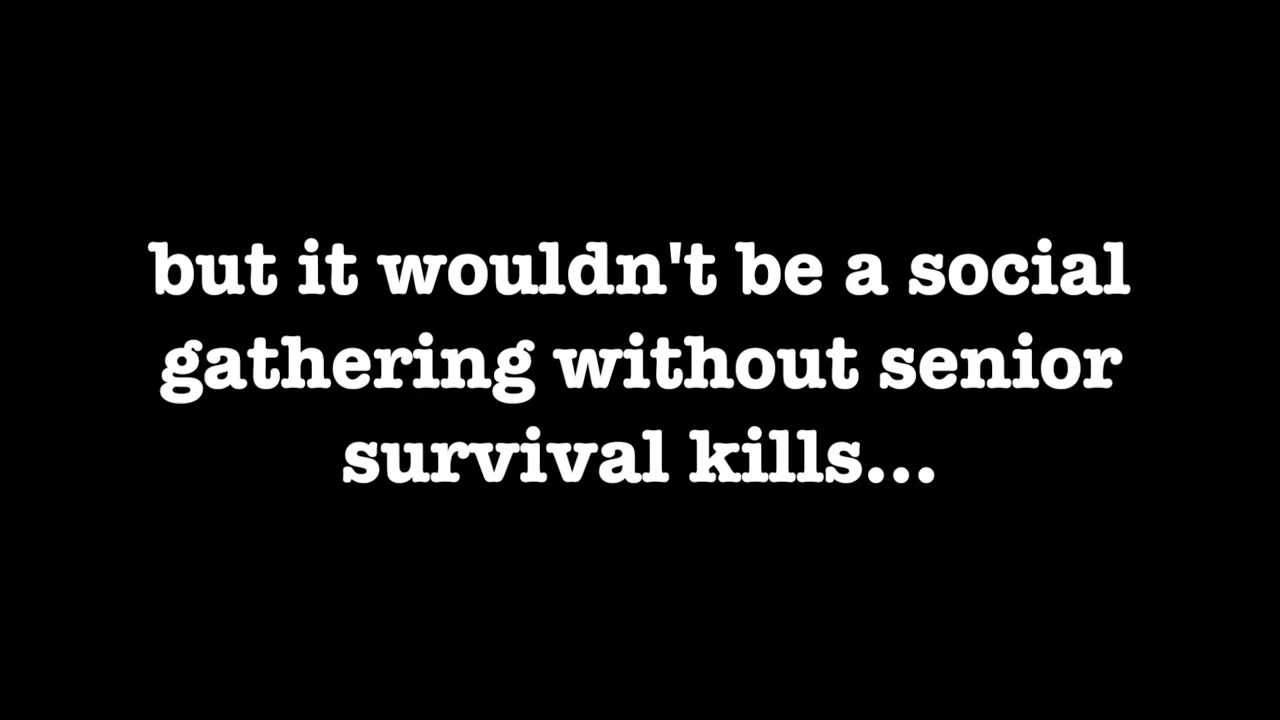 but it wouldn't be a social
gathering without senior
survival kills...